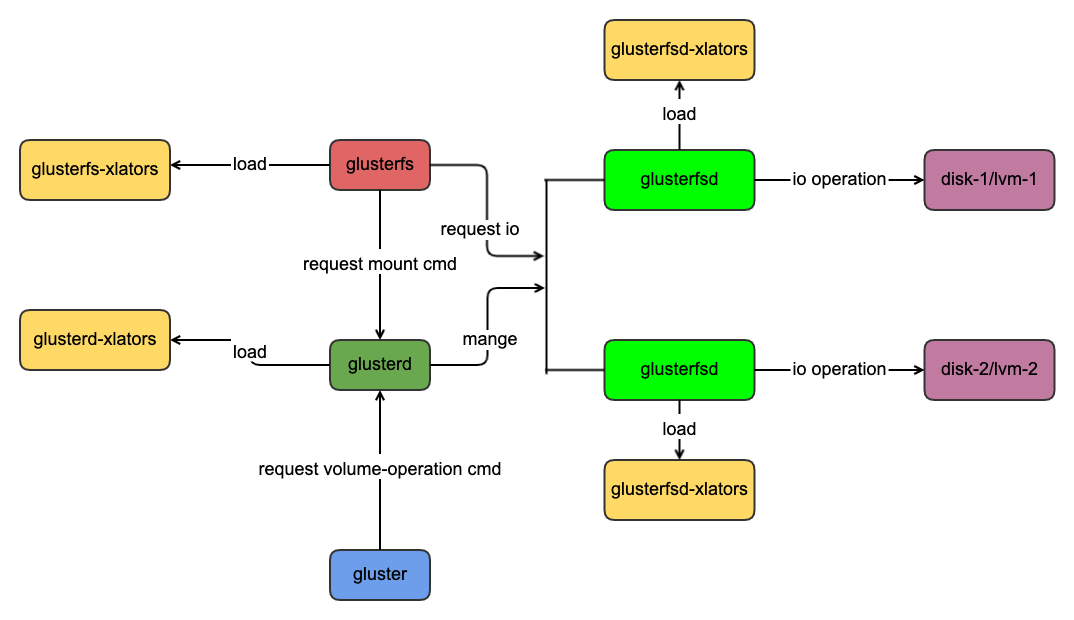 glusterfsd-xlators
load
glusterfs-xlators
load
glusterfs
glusterfsd
io operation
disk-1/lvm-1
request io
request mount cmd
glusterd-xlators
load
glusterd
mange
glusterfsd
io operation
disk-2/lvm-2
load
request volume-operation cmd
glusterfsd-xlators
gluster